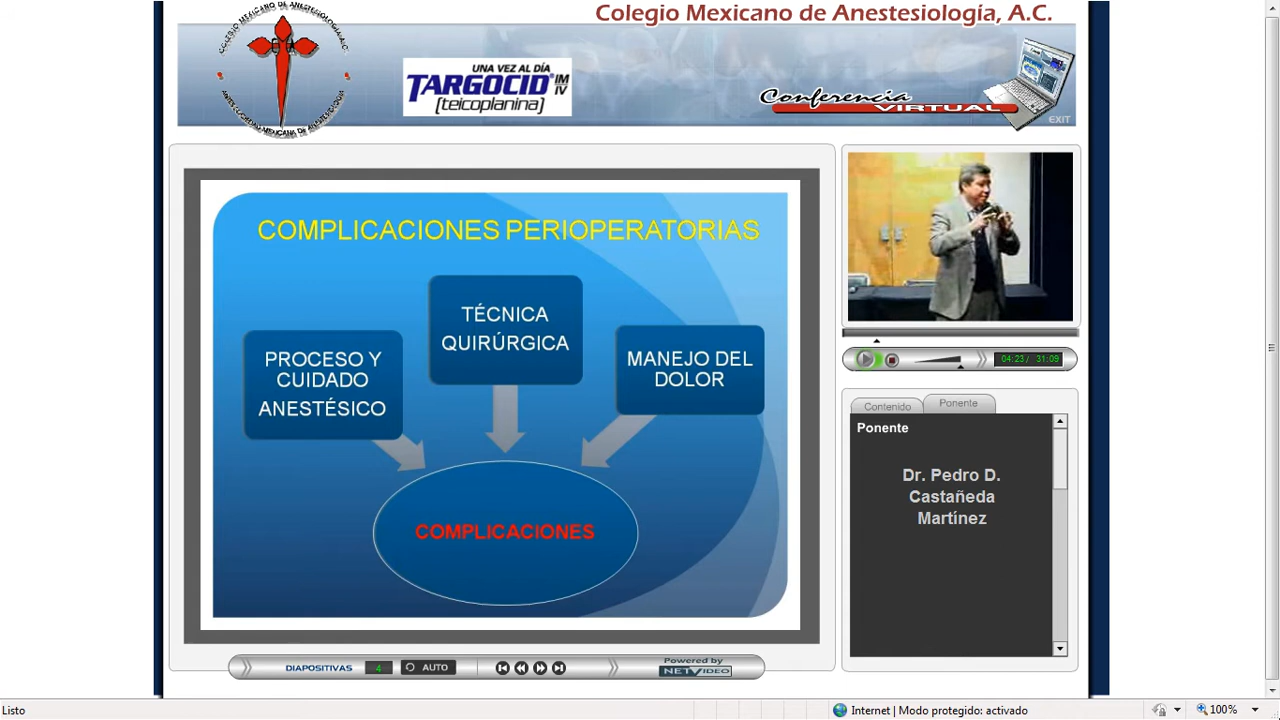 Colegio Mexicano de Anestesiología, A.C.
UNA VEZ AL DÍA
TARGOCID IM IV
[teicoplanina]
Conferencia
VIRTUAL
EXIT
COMPLICACIONES PERIOPERATORIAS
TÉCNICA
QUIRÚRGICA
PROCESO Y
CUIDADO
ANESTÉSICO
MANEJO DEL
DOLOR
COMPLICACIONES
04:23 / 31:09
Contenido
Ponente
Ponente
Dr. Pedro D.
Castañeda
Martínez
DIAPOSITIVAS 4 AUTO
Powered by
NETVIDEO
Listo
Internet | Modo protegido: activado
100%